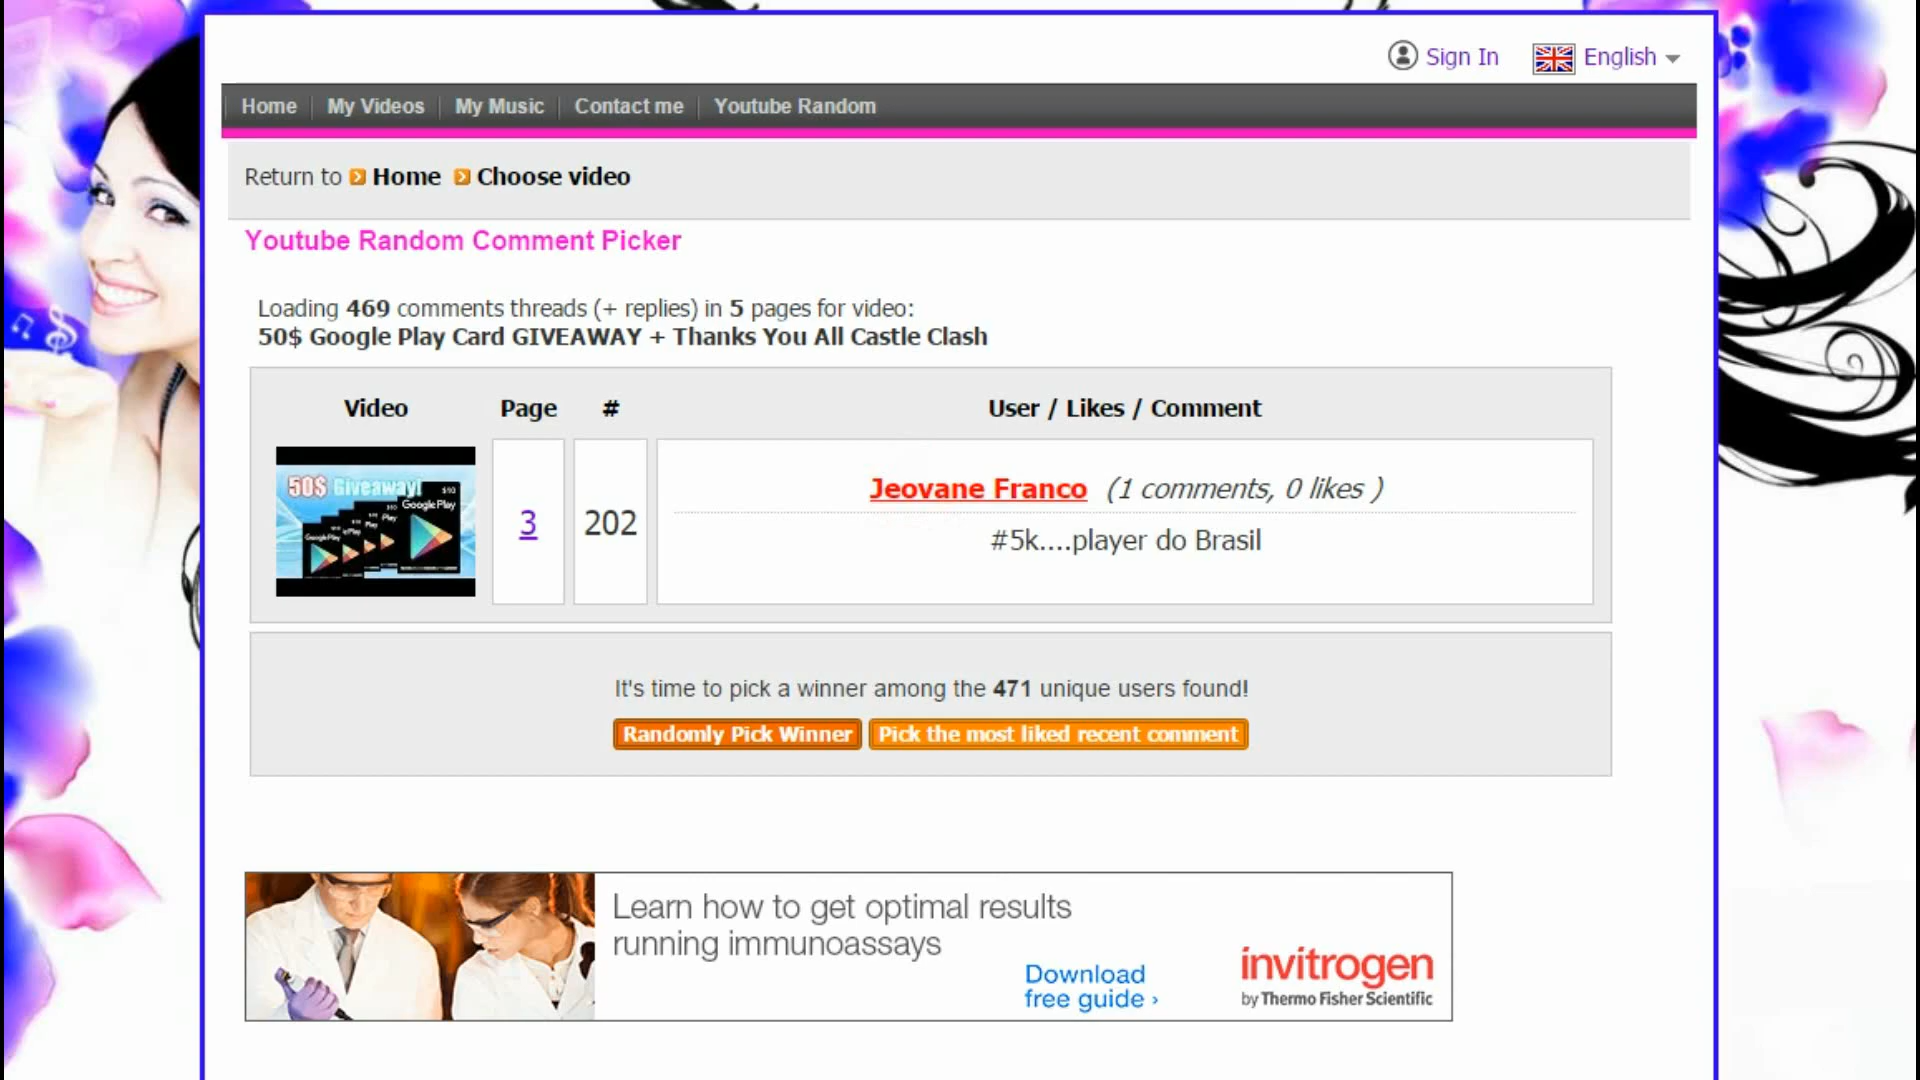 Sign In English
Home My Videos My Music Contact me Youtube Random
Return to Home Choose video
Youtube Random Comment Picker
Loading 469 comments threads (+ replies) in 5 pages for video:
50$ Google Play Card GIVEAWAY + Thanks You All Castle Clash
Video Page # User / Likes / Comment
50$ Giveaway!
$10
Google Play
3
202
Jeovane Franco (1 comments, 0 likes )
#5k....player do Brasil
It's time to pick a winner among the 471 unique users found!
Randomly Pick Winner Pick the most liked recent comment
Learn how to get optimal results
running immunoassays
Download
free guide ›
invitrogen
by Thermo Fisher Scientific